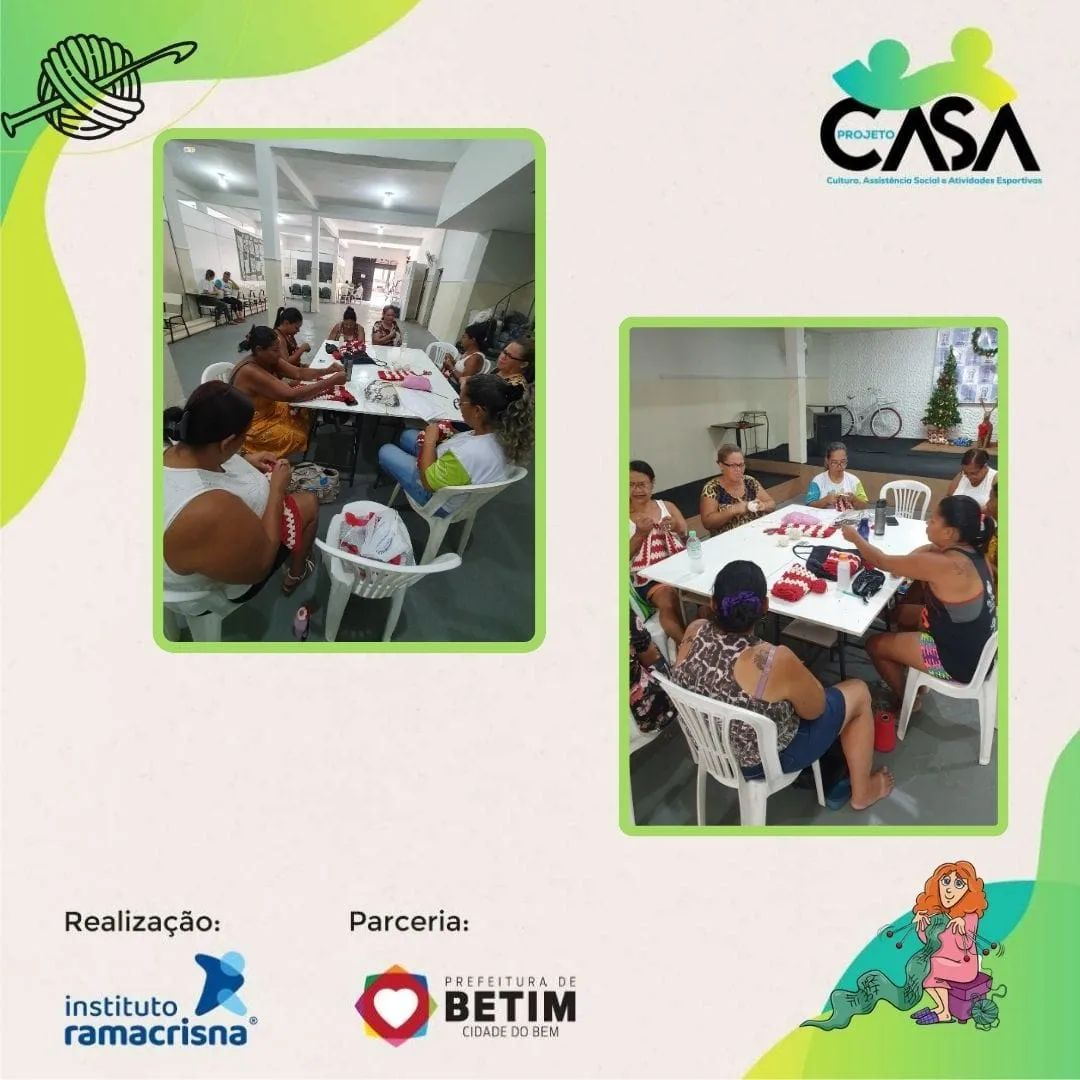 PROJETO
CASA
Cultura, Assistência Social e Atividades Esportivas
Realização:
Parceria:
instituto
ramacrisna®
PREFEITURA DE
BETIM
CIDADE DO BEM